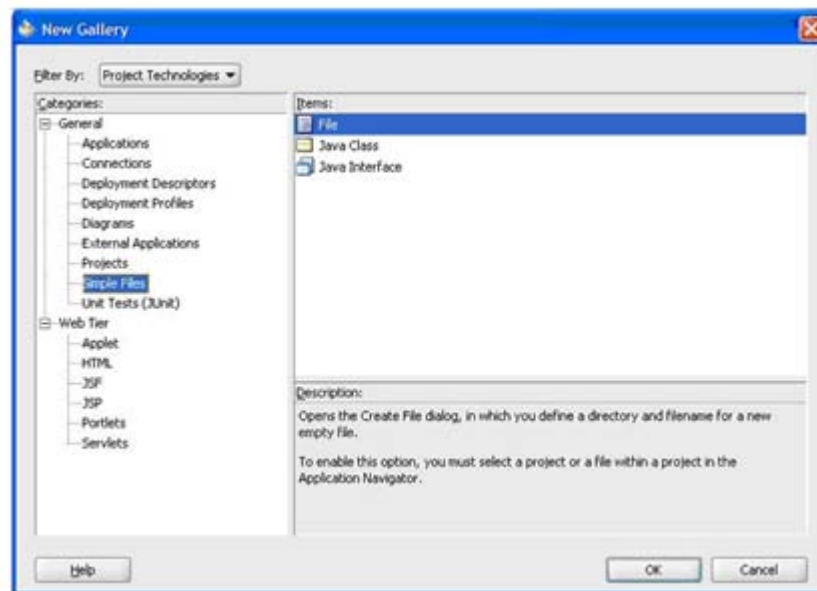 New Gallery
Filter By: Project Technologies
Categories:
General
Applications
Connections
Deployment Descriptors
Deployment Profiles
Diagrams
External Applications
Projects
Simple Files
Unit Tests (JUnit)
Web Tier
Applet
HTML
JSF
JSP
Portlets
Servlets
Items:
File
Java Class
Java Interface
Description:
Opens the Create File dialog, in which you define a directory and filename for a new
empty file.
To enable this option, you must select a project or a file within a project in the
Application Navigator.
Help
OK
Cancel